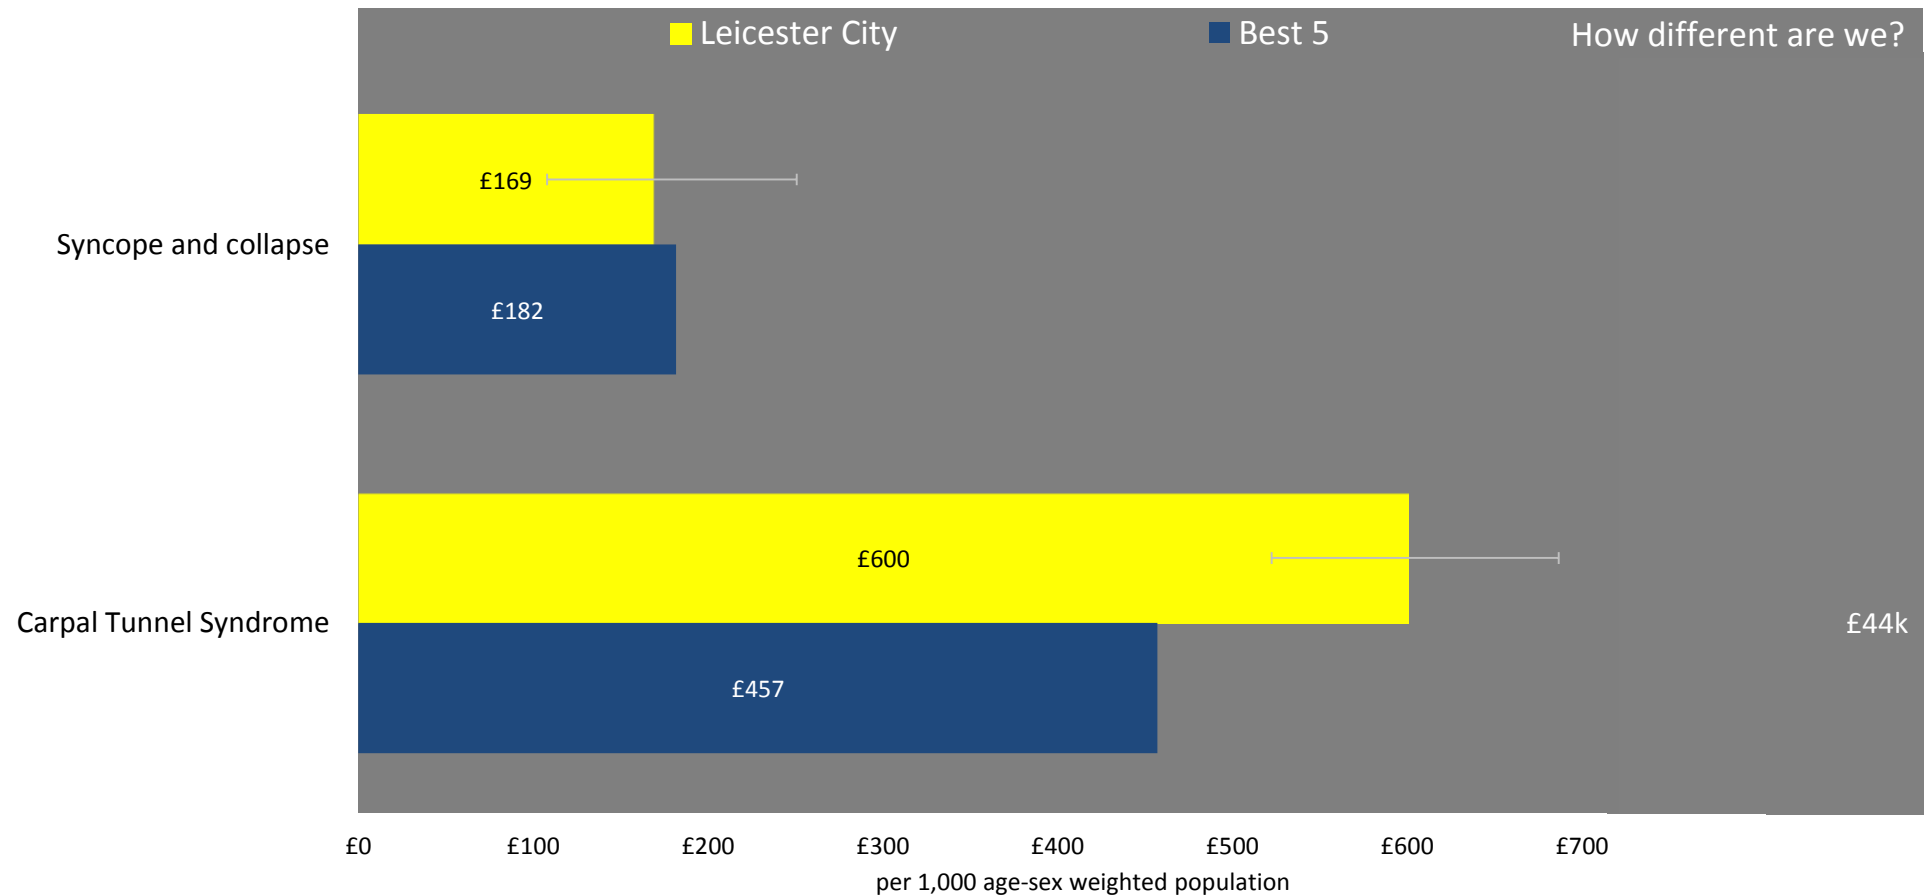 Leicester City
Best 5
How different are we?
Syncope and collapse
£169
£182
Carpal Tunnel Syndrome
£600
£457
£44k
£0 £100 £200 £300 £400 £500 £600 £700
per 1,000 age-sex weighted population